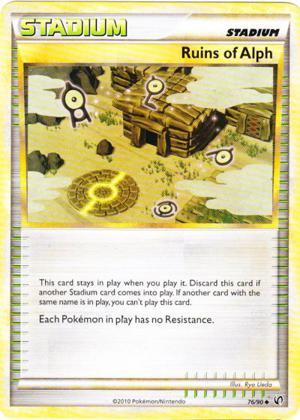 STADIUM
STADIUM
Ruins of Alph
This card stays in play when you play it. Discard this card if
another Stadium card comes into play. If another card with the
same name is in play, you can't play this card.
Each Pokémon in play has no Resistance.
Illus. Ryo Ueda
©2010 Pokémon/Nintendo
76/90